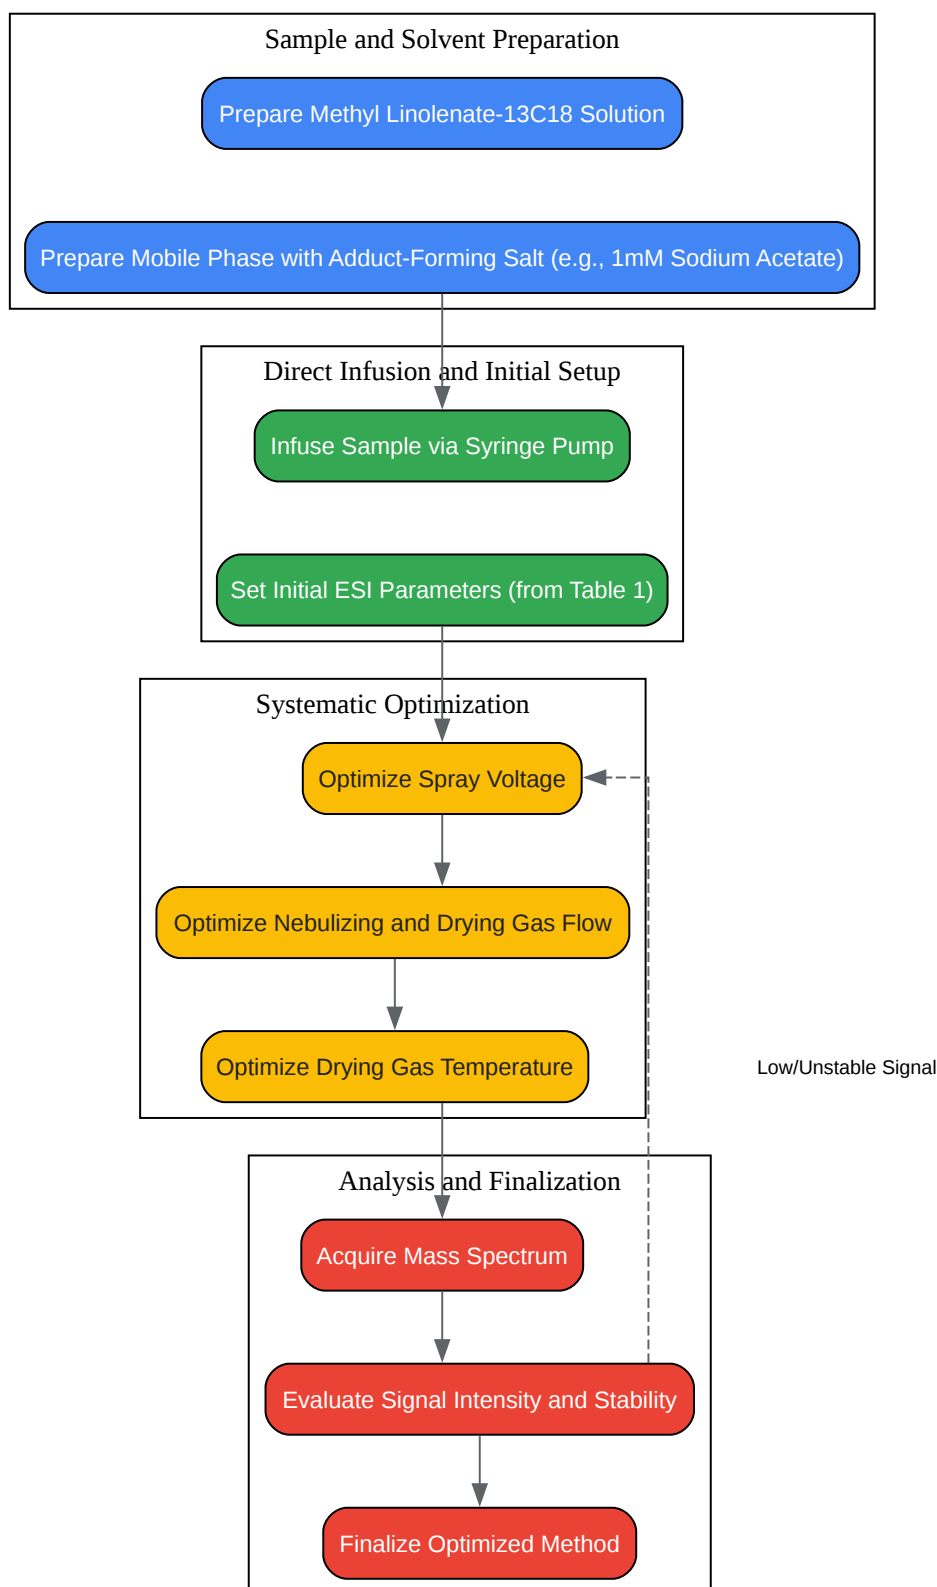 Sample and Solvent Preparation
Prepare Methyl Linolenate-13C18 Solution
Prepare Mobile Phase with Adduct-Forming Salt (e.g., 1mM Sodium Acetate)
Direct Infusion and Initial Setup
Infuse Sample via Syringe Pump
Set Initial ESI Parameters (from Table 1)
Systematic Optimization
Optimize Spray Voltage
Optimize Nebulizing and Drying Gas Flow
Optimize Drying Gas Temperature
Low/Unstable Signal
Analysis and Finalization
Acquire Mass Spectrum
Evaluate Signal Intensity and Stability
Finalize Optimized Method